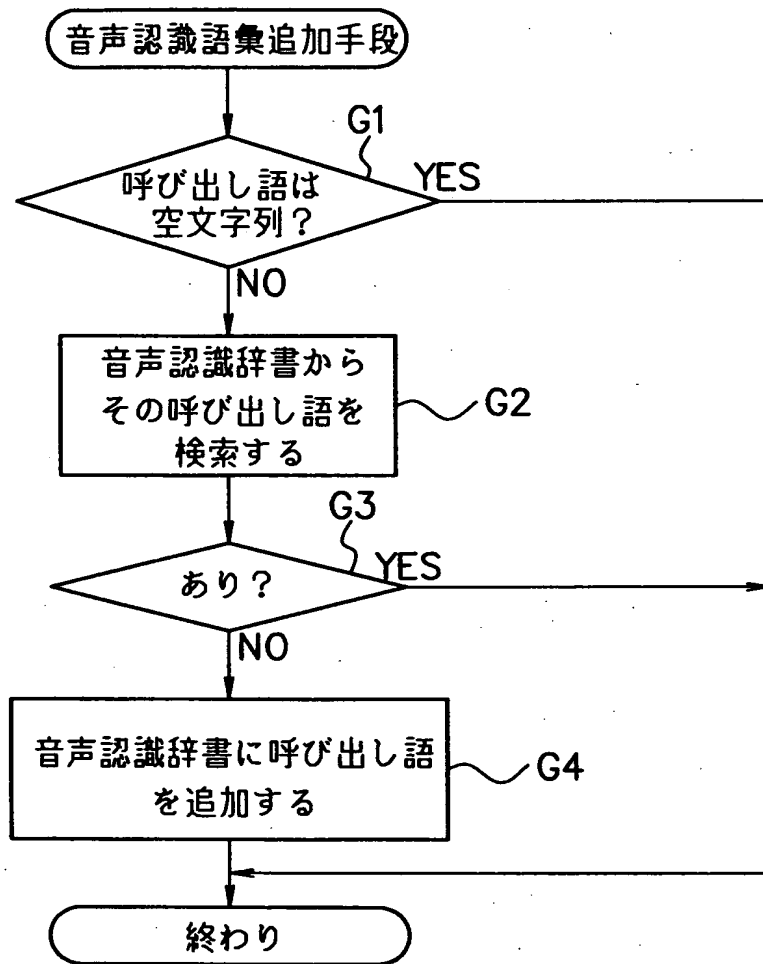 音声認識語彙追加手段
G1
呼び出し語は
空文字列？
YES
NO
音声認識辞書から
その呼び出し語を
検索する
G2
G3
あり？
YES
NO
音声認識辞書に呼び出し語
を追加する
G4
終わり